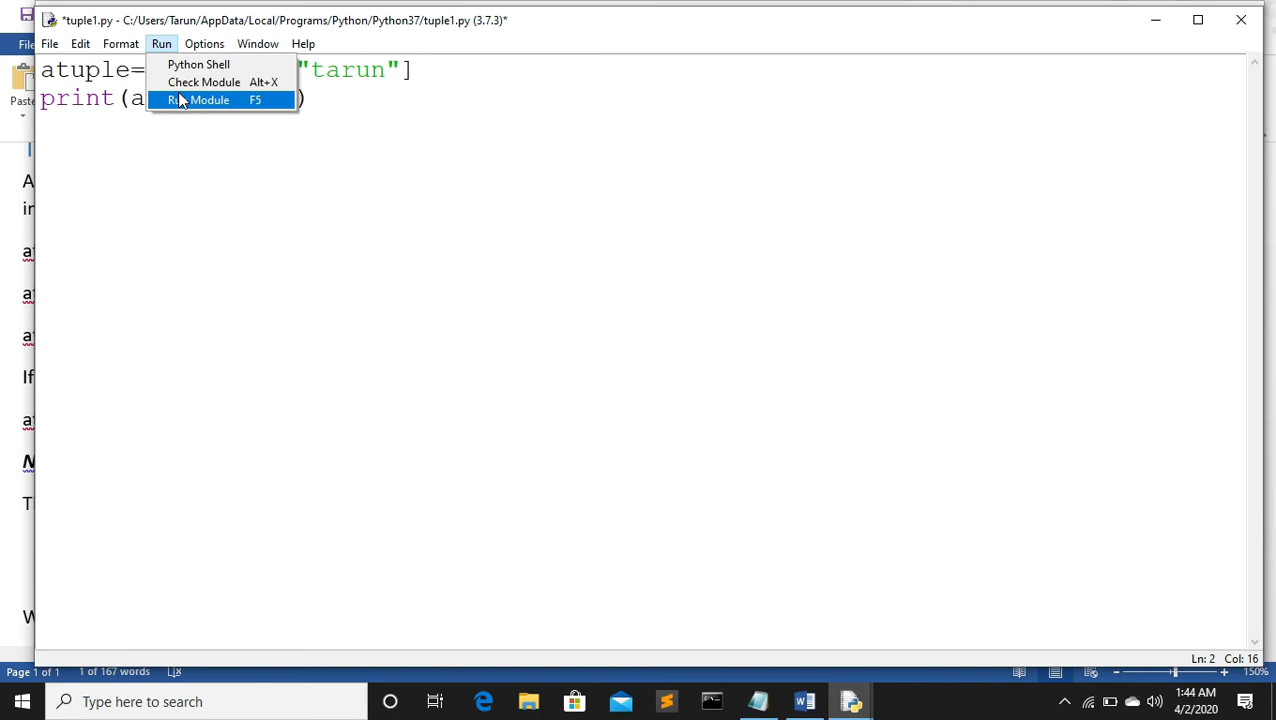 *tuple1.py - C:/Users/Tarun/AppData/Local/Programs/Python/Python37/tuple1.py (3.7.3)*
File Edit Format Run Options Window Help
Python Shell
Check Module Alt+X
Module F5
atuple= "tarun"]
print(a )
Paste
If
Page 1 of 1 1 of 167 words 150%
Ln: 2 Col: 16
Type here to search
1:44 AM
4/2/2020